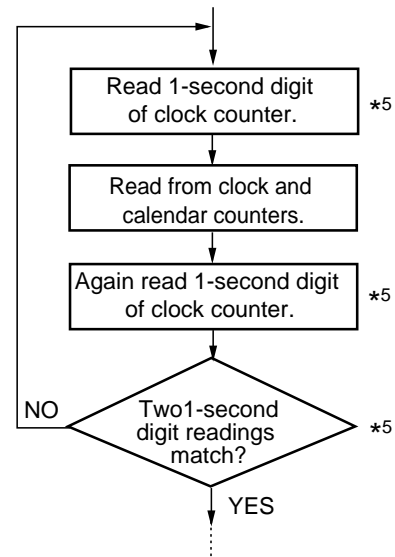 Read 1-second digit
of clock counter.
*5
Read from clock and
calendar counters.
Again read 1-second digit
of clock counter.
*5
NO
Two1-second
digit readings
match?
*5
YES